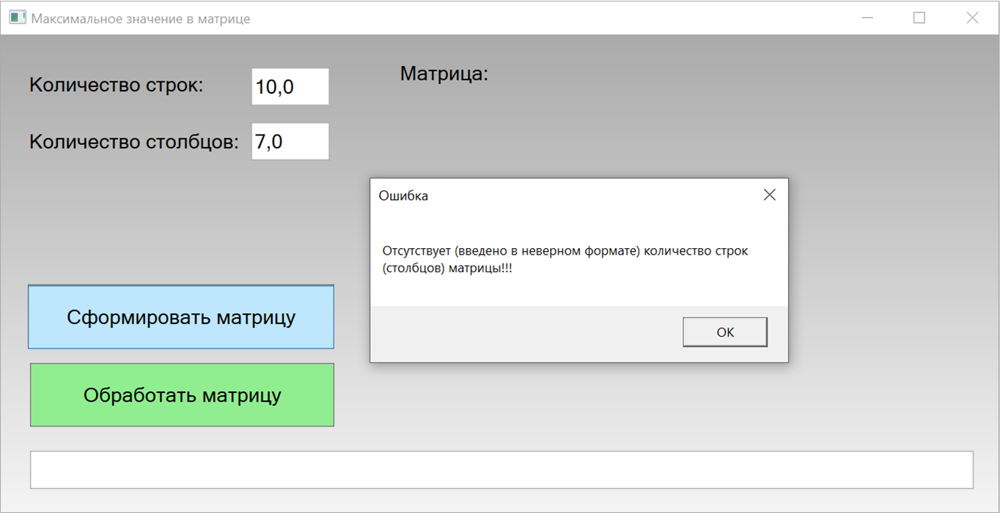 Максимальное значение в матрице
Количество строк:
10,0
Матрица:
Количество столбцов:
7,0
Ошибка
Отсутствует (введено в неверном формате) количество строк
(столбцов) матрицы!!!
OK
Сформировать матрицу
Обработать матрицу